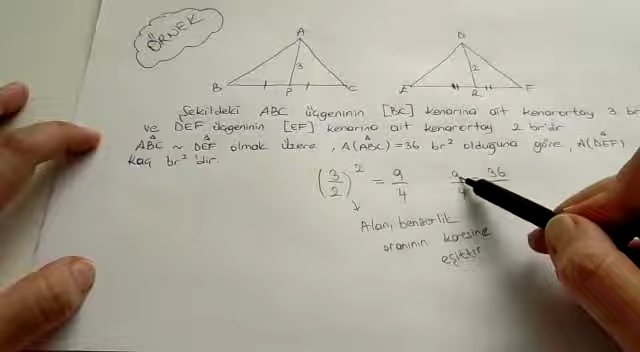 ÖRNEK
A
3
B
P
C
D
2
E
R
F
Şekildeki ABC üçgeninin [BC] kenarına ait kenarortay 3 br
ve DEF üçgeninin [EF] kenarına ait kenarortay 2 br'dir
ABC ~ DEF olmak üzere, A(ABC) = 36 br² olduğuna göre, A(DEF)
kaç br²'dir.
(3/2)² = 9/4
9/4 = 36
Alan, benzerlik
oranının karesine
eşittir